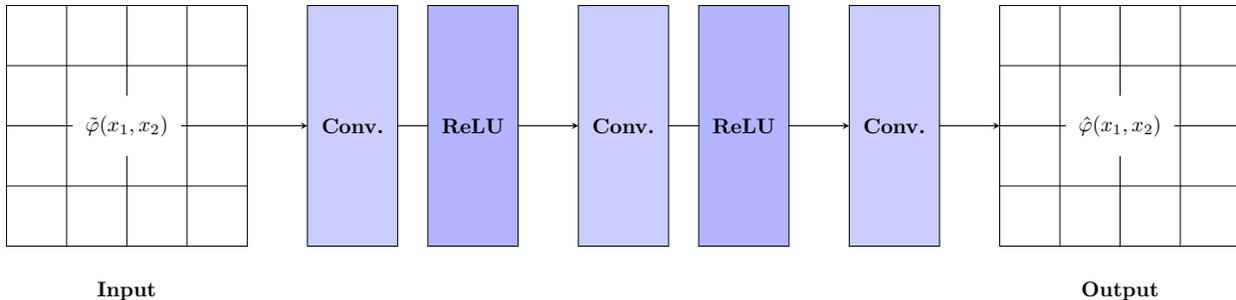 φ̃(x₁, x₂)
Conv.
ReLU
Conv.
ReLU
Conv.
φ̂(x₁, x₂)
Input
Output